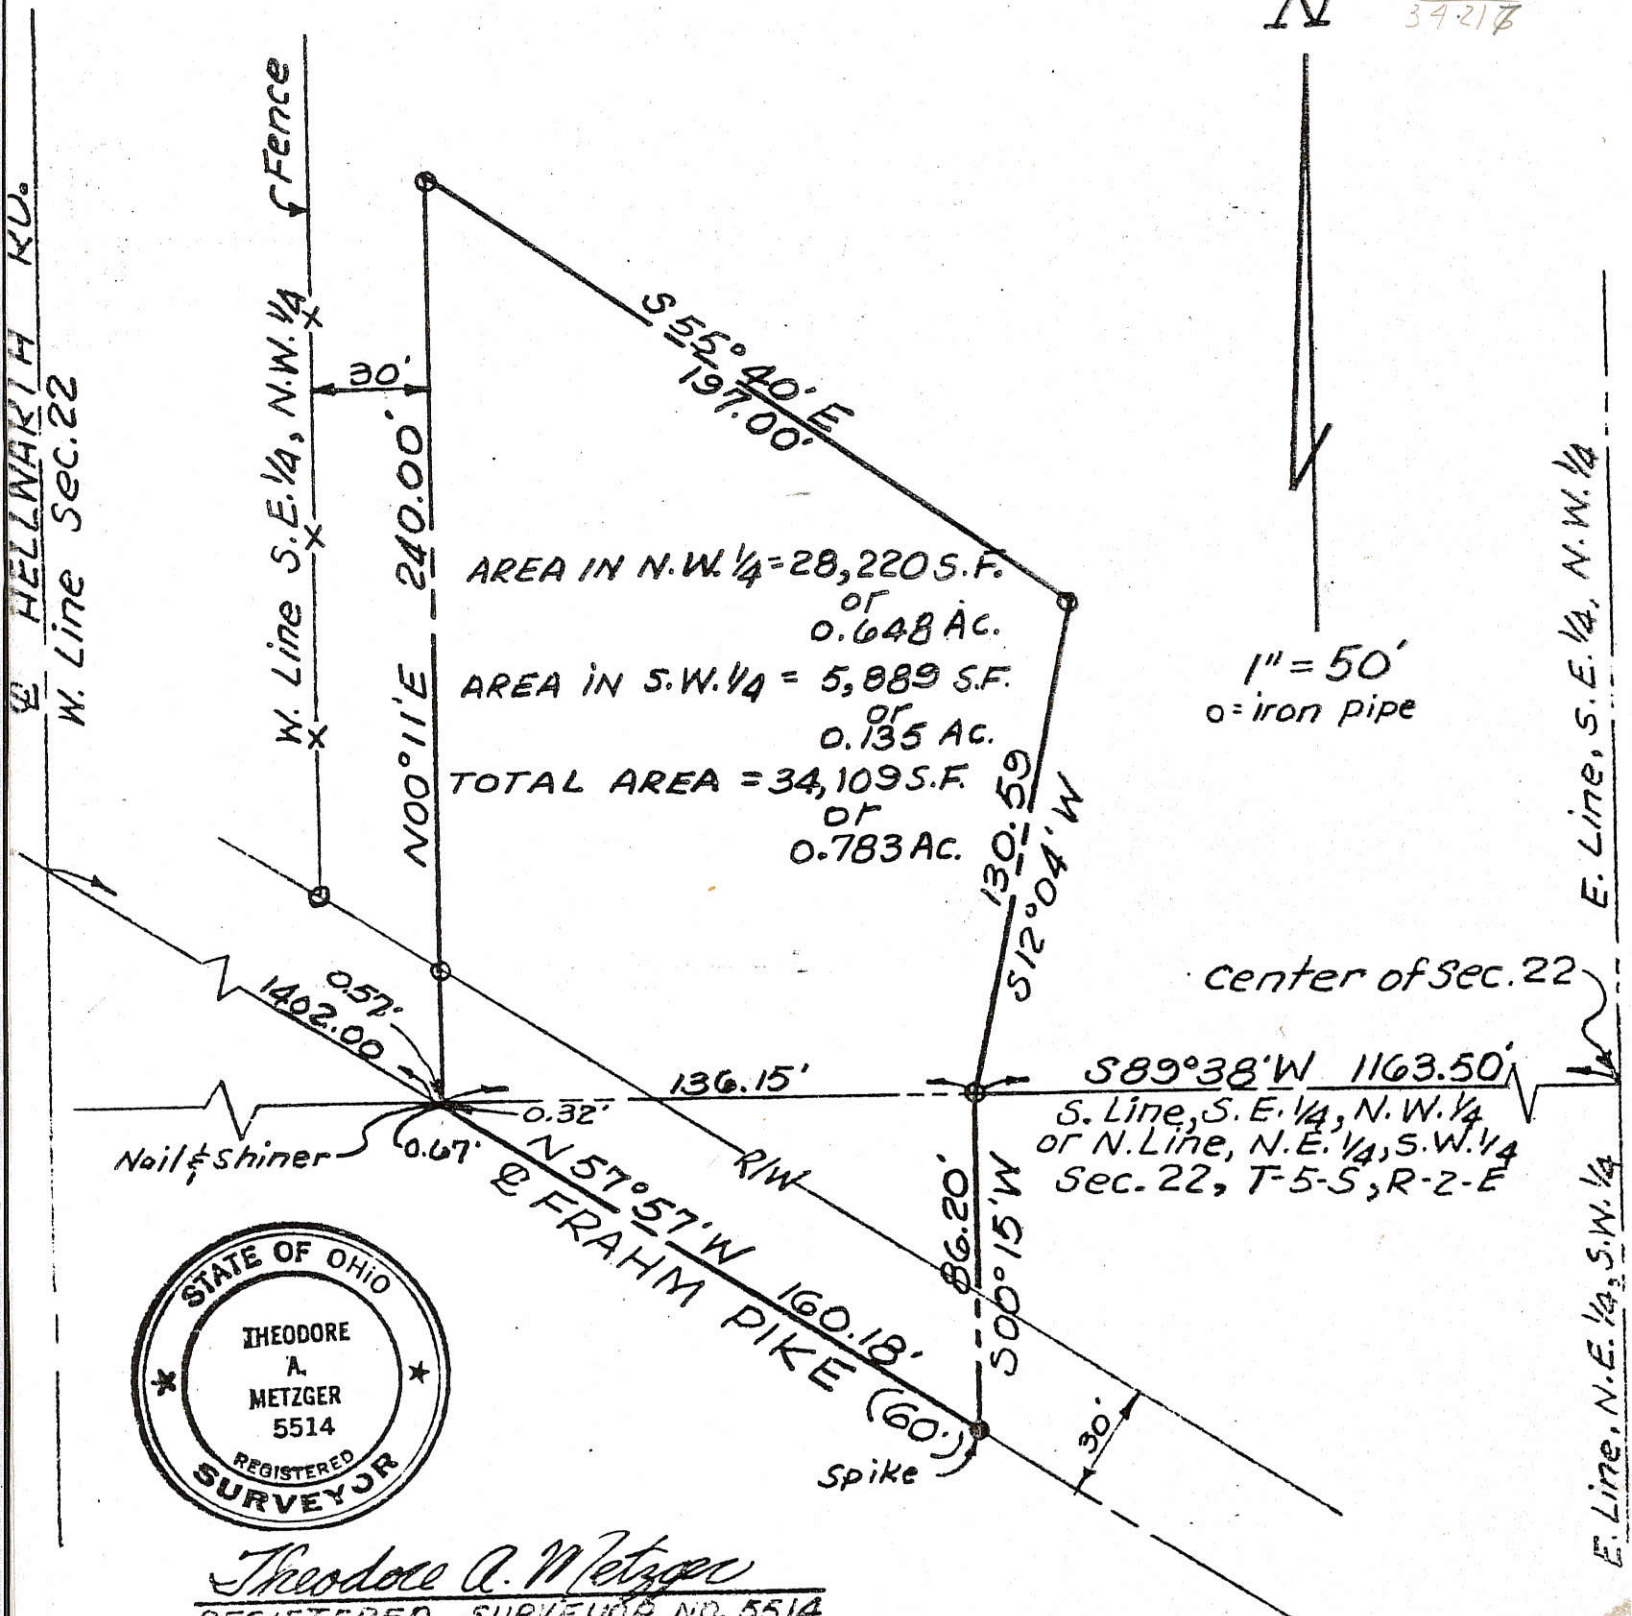 N
HELLWARTH RD.
W. Line Sec.22
Fence
W. Line S.E.¼, N.W.¼
30'
N00°11'E 240.00'
S 55° 40' E
197.00'
AREA IN N.W.¼=28,220 S.F.
or
0.648 AC.
AREA IN S.W.¼ = 5,889 S.F.
or
0.135 AC.
TOTAL AREA = 34,109 S.F.
or
0.783 AC.
130.59
S12°04'W
1"=50'
o=iron pipe
E. Line, S.E.¼, N.W.¼
center of Sec.22
0.57'
1402.00
136.15'
S89°38'W 1163.50'
S. Line, S.E.¼, N.W.¼
or N.Line, N.E.¼, S.W.¼
Sec. 22, T-5-S, R-2-E
0.32'
Nail & Shiner
0.67'
N57°57'W 160.18'
℄ FRAHM PIKE (60')
R/W
86.20'
S00°15'W
30'
spike
E. Line, N.E.¼, S.W.¼
STATE OF OHIO
THEODORE
A.
METZGER
5514
REGISTERED
SURVEYOR
Theodore A. Metzger
REGISTERED SURVEYOR NO. 5514